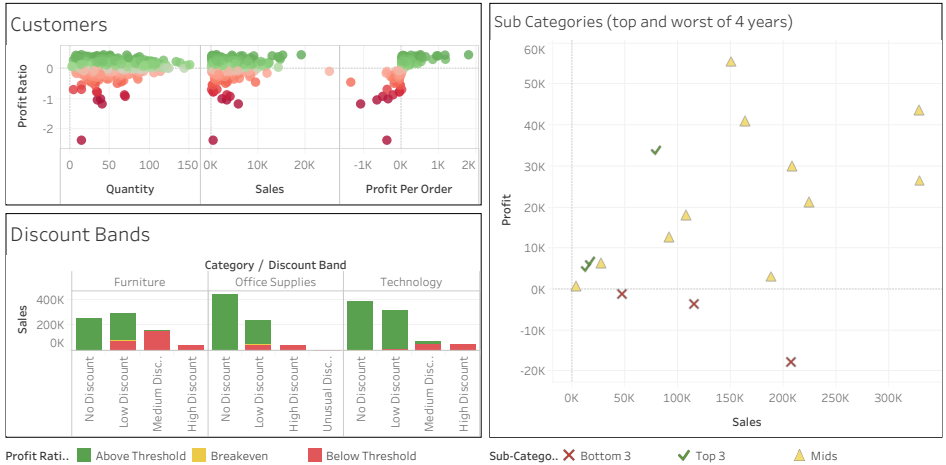 Customers
Profit Ratio
0
-1
-2
0
50
100
150
0K
10K
20K
-1K
0K
1K
2K
Quantity
Sales
Profit Per Order
Discount Bands
Category / Discount Band
Furniture
Office Supplies
Technology
Sales
400K
200K
0K
No Discount
Low Discount
Medium Disc..
High Discount
No Discount
Low Discount
High Discount
Unusual Disc..
No Discount
Low Discount
Medium Disc..
High Discount
Profit Rati..
Above Threshold
Breakeven
Below Threshold
Sub Categories (top and worst of 4 years)
Profit
60K
50K
40K
30K
20K
10K
0K
-10K
-20K
0K
50K
100K
150K
200K
250K
300K
Sales
Sub-Catego..
Bottom 3
Top 3
Mids